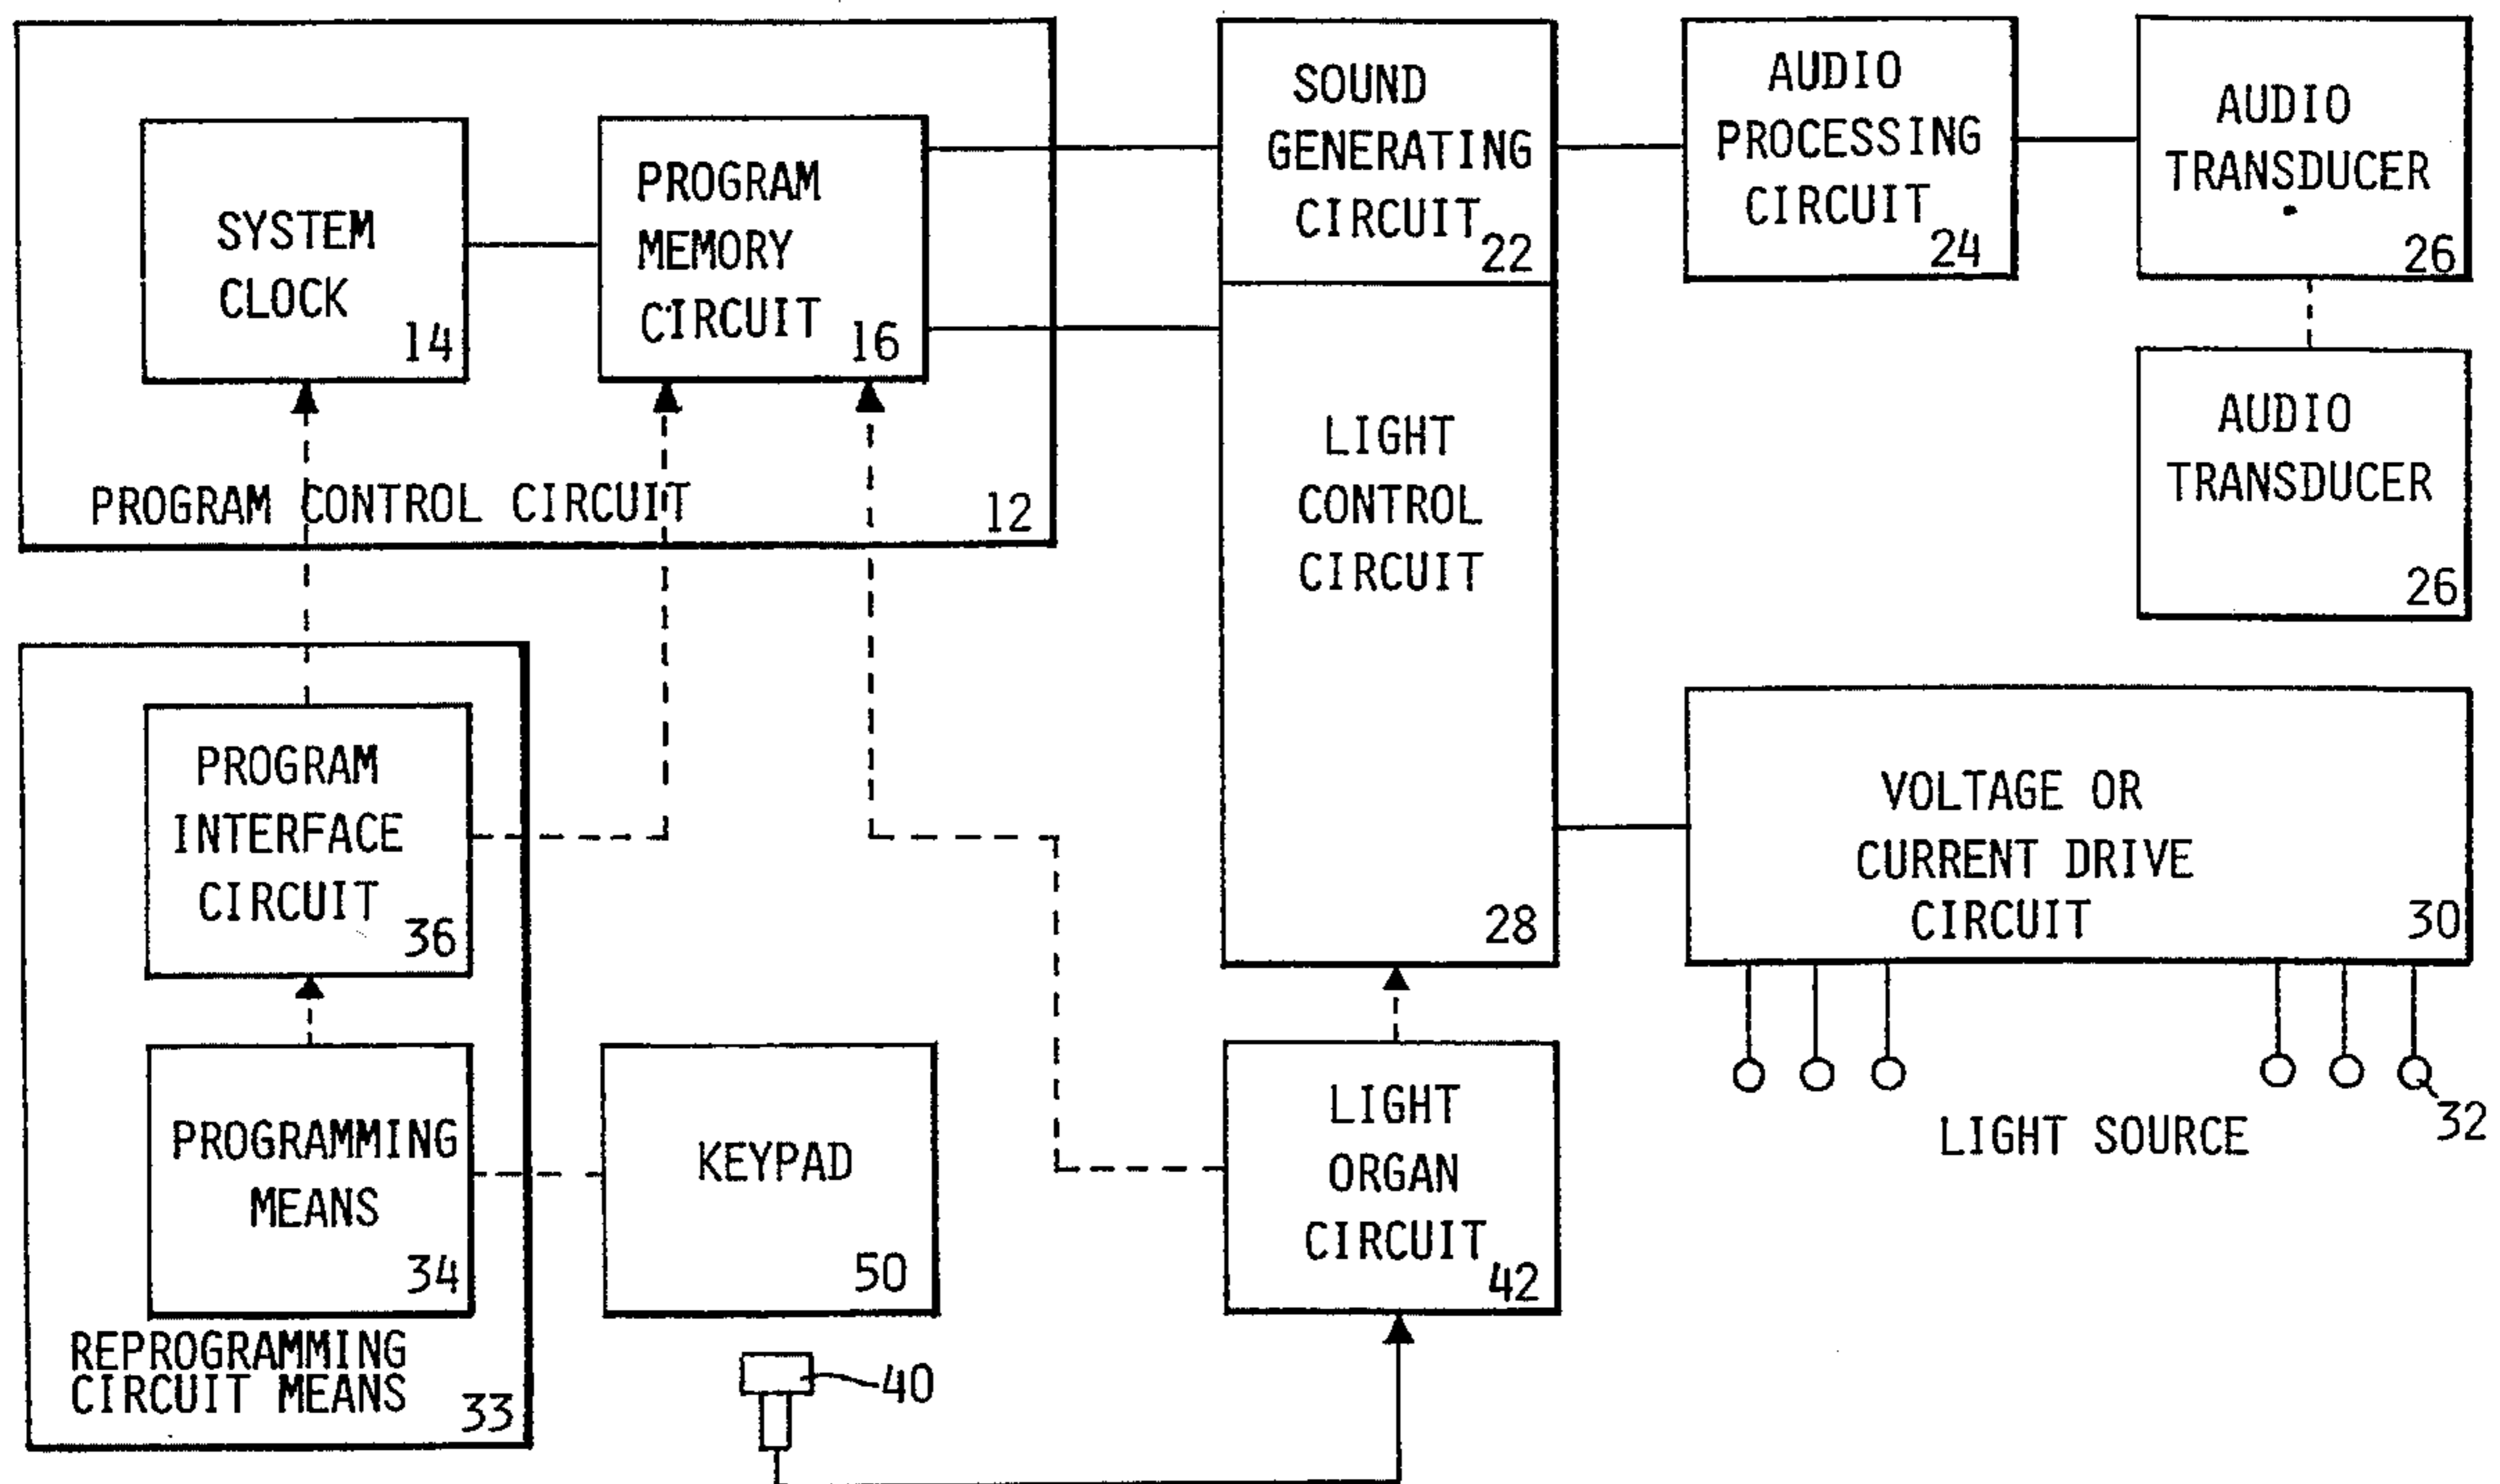 SYSTEM
CLOCK
14
PROGRAM
MEMORY
CIRCUIT
16
PROGRAM CONTROL CIRCUIT
12
SOUND
GENERATING
CIRCUIT
22
AUDIO
PROCESSING
CIRCUIT
24
AUDIO
TRANSDUCER
26
AUDIO
TRANSDUCER
26
LIGHT
CONTROL
CIRCUIT
28
VOLTAGE OR
CURRENT DRIVE
CIRCUIT
30
32
LIGHT SOURCE
PROGRAM
INTERFACE
CIRCUIT
36
PROGRAMMING
MEANS
34
REPROGRAMMING
CIRCUIT MEANS
33
KEYPAD
50
40
LIGHT
ORGAN
CIRCUIT
42